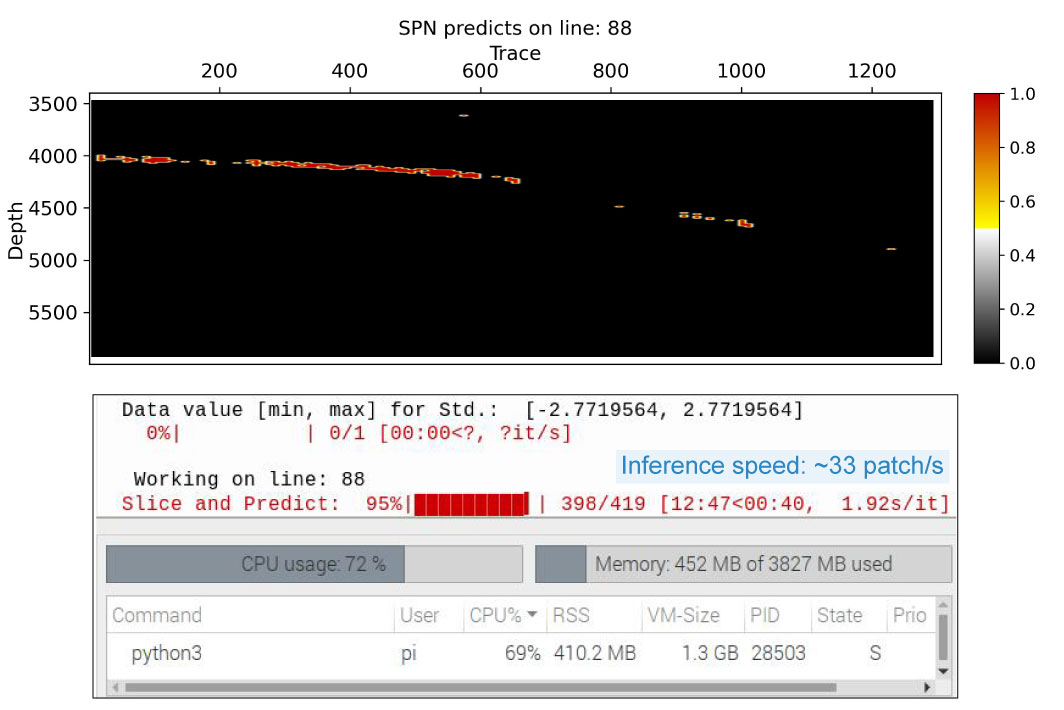 SPN predicts on line: 88
Trace
200 400 600 800 1000 1200
Depth
3500
4000
4500
5000
5500
1.0
0.8
0.6
0.4
0.2
0.0
Data value [min, max] for Std.: [-2.7719564, 2.7719564]
0%| | 0/1 [00:00<?, ?it/s]
Inference speed: ~33 patch/s
Working on line: 88
Slice and Predict: 95%| | 398/419 [12:47<00:40, 1.92s/it]
CPU usage: 72 % Memory: 452 MB of 3827 MB used
Command User CPU% RSS VM-Size PID State Prio
python3 pi 69% 410.2 MB 1.3 GB 28503 S